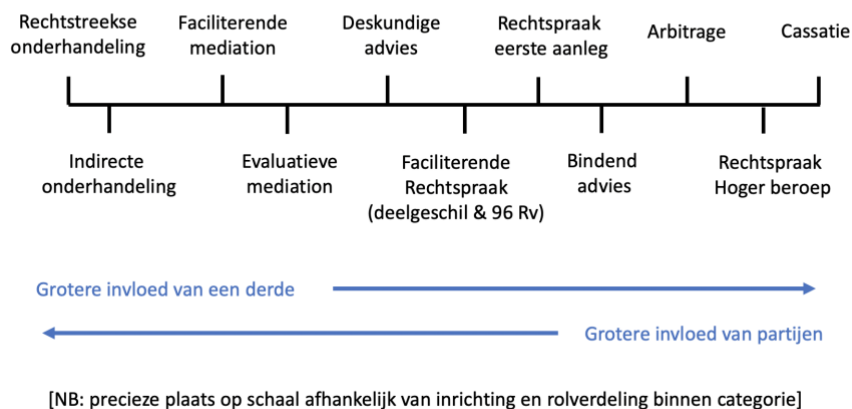 Rechtstreekse
onderhandeling
Faciliterende
mediation
Deskundige
advies
Rechtspraak
eerste aanleg
Arbitrage
Cassatie
Indirecte
onderhandeling
Evaluatieve
mediation
Faciliterende
Rechtspraak
(deelgeschil & 96 Rv)
Bindend
advies
Rechtspraak
Hoger beroep
Grotere invloed van een derde
Grotere invloed van partijen
[NB: precieze plaats op schaal afhankelijk van inrichting en rolverdeling binnen categorie]